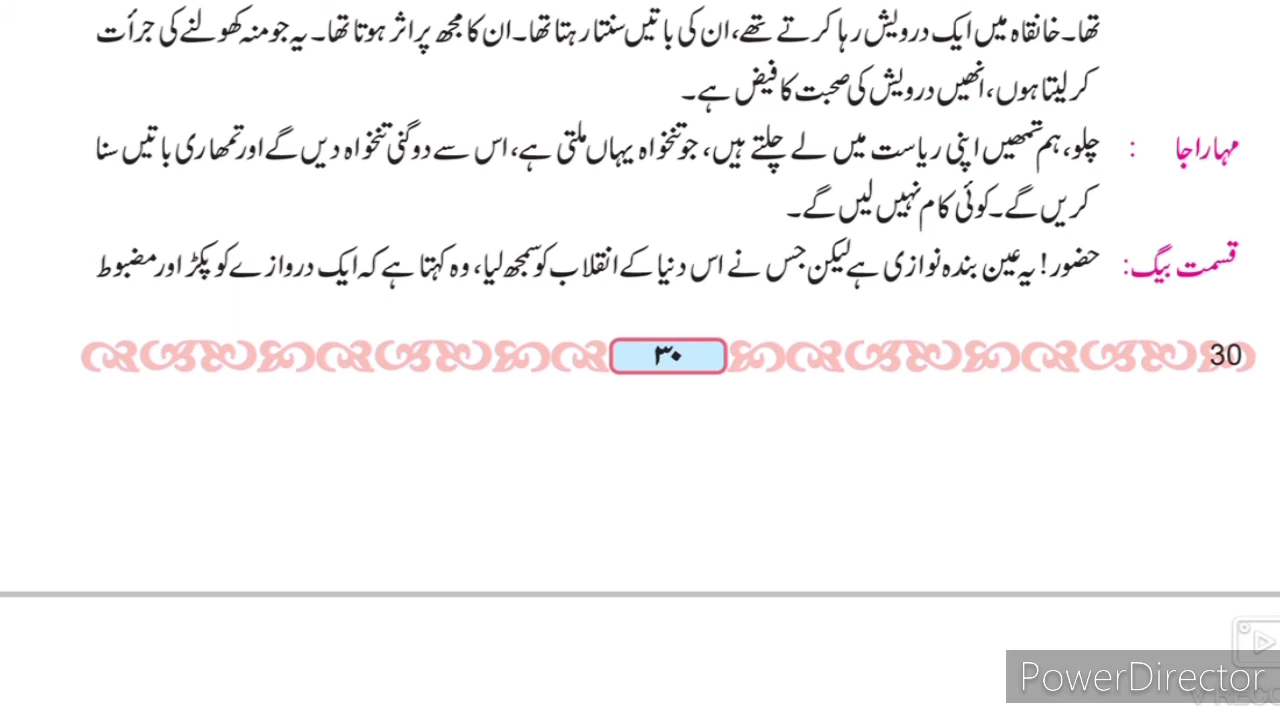 تھا۔ خانقاہ میں ایک درویش رہا کرتے تھے، ان کی باتیں سنتا رہتا تھا۔ ان کا مجھ پر اثر ہوتا تھا۔ یہ جو منہ کھولنے کی جرأت
کر لیتا ہوں، انھیں درویش کی صحبت کا فیض ہے۔
مہاراجا : چلو، ہم تمھیں اپنی ریاست میں لے چلتے ہیں، جو تنخواہ یہاں ملتی ہے، اس سے دوگنی تنخواہ دیں گے اور تمھاری باتیں سنا
کریں گے۔ کوئی کام نہیں لیں گے۔
قسمت بیگ: حضور! یہ عین بندہ نوازی ہے لیکن جس نے اس دنیا کے انقلاب کو سمجھ لیا، وہ کہتا ہے کہ ایک دروازے کو پکڑ اور مضبوط
۳۰
30
PowerDirector